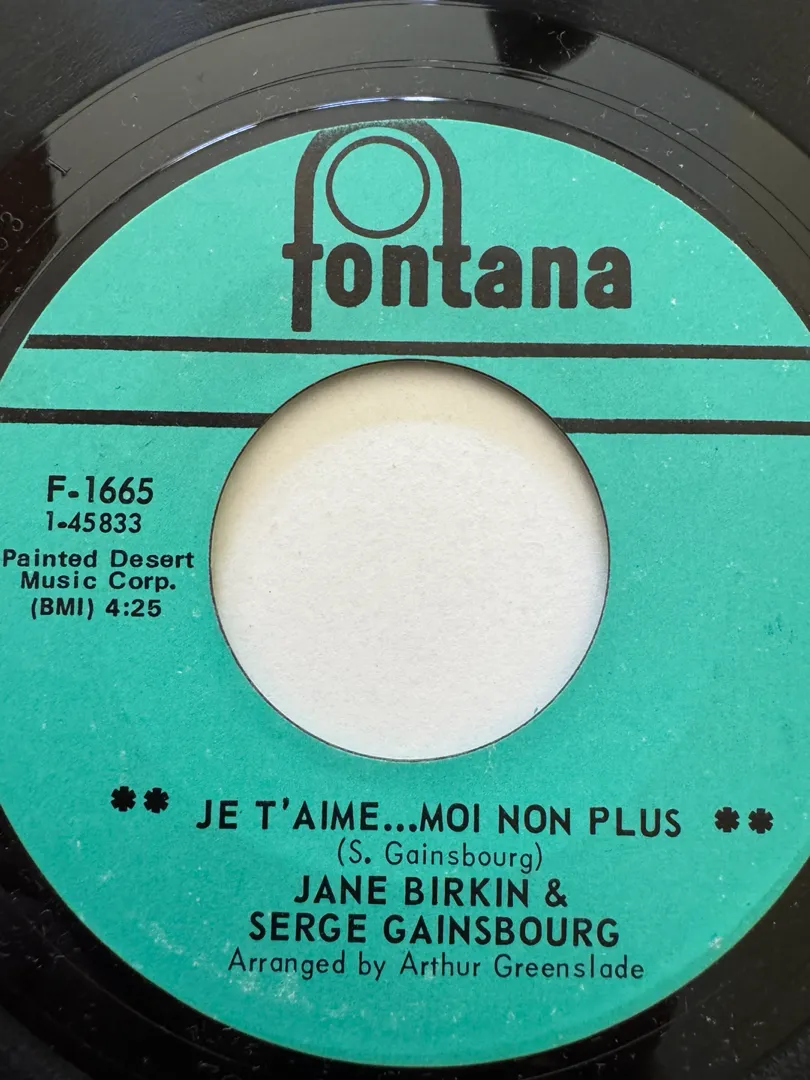 fontana
F-1665
1-45833
Painted Desert
Music Corp.
(BMI) 4:25
** JE T'AIME...MOI NON PLUS **
(S. Gainsbourg)
JANE BIRKIN &
SERGE GAINSBOURG
Arranged by Arthur Greenslade